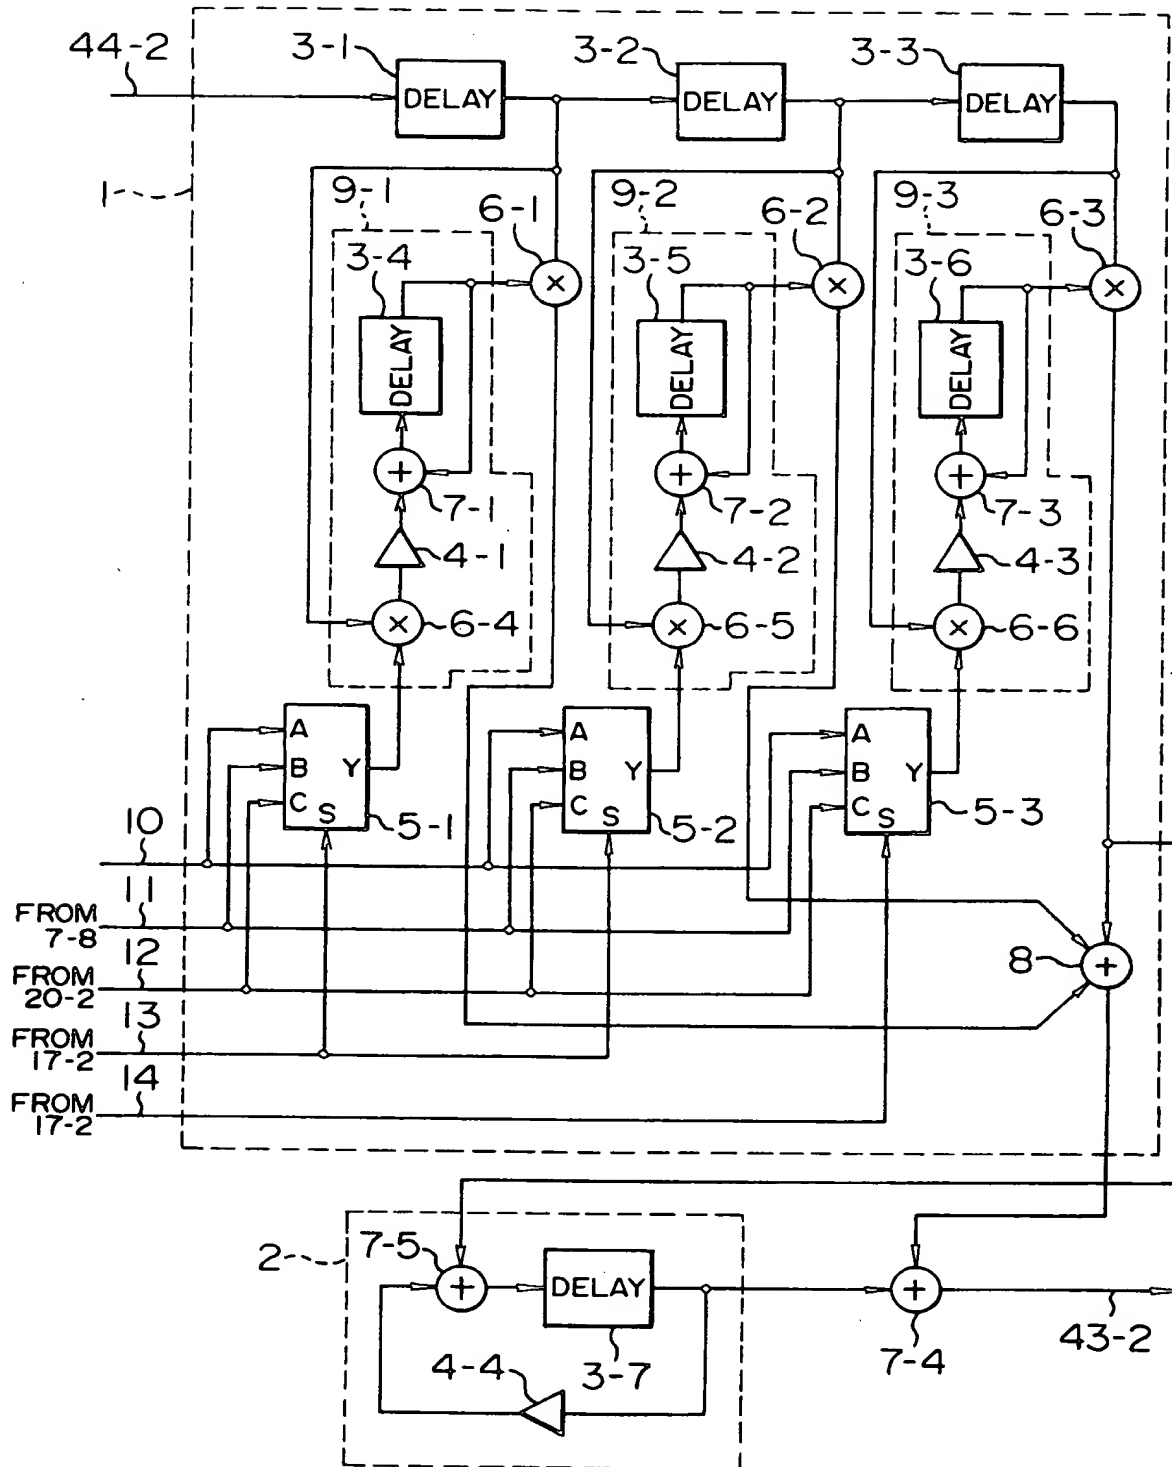 44-2
3-1
3-2
3-3
DELAY
DELAY
DELAY
1
9-1
6-1
9-2
6-2
9-3
6-3
3-4
3-5
3-6
×
×
×
DELAY
DELAY
DELAY
+
+
+
7-1
7-2
7-3
4-1
4-2
4-3
×
6-4
×
6-5
×
6-6
A
B
C
Y
S
5-1
A
B
C
Y
S
5-2
A
B
C
Y
S
5-3
10
11
FROM
7-8
12
FROM
20-2
13
FROM
17-2
14
FROM
17-2
8
+
2
7-5
+
DELAY
3-7
4-4
+
7-4
43-2